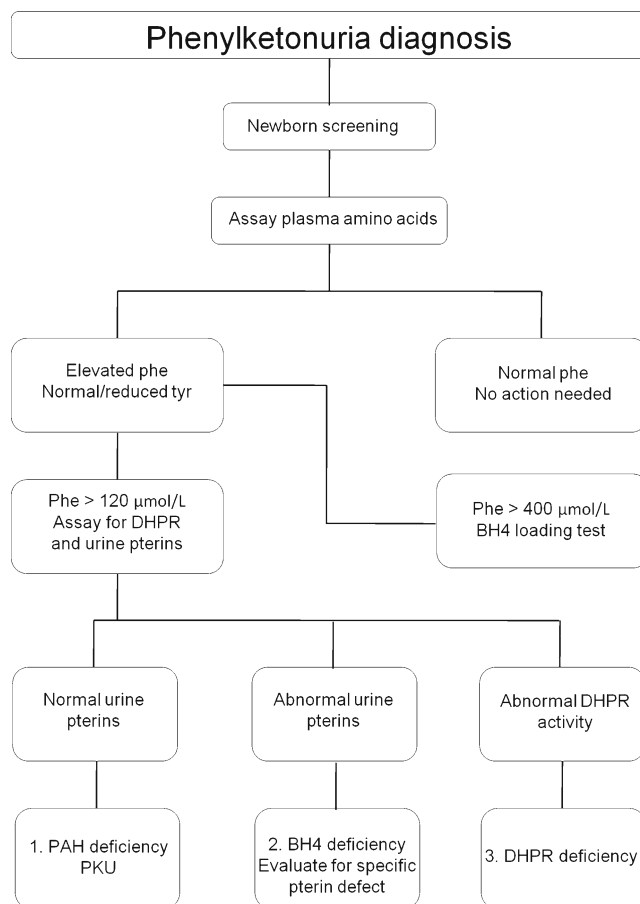 Phenylketonuria diagnosis
Newborn screening
Assay plasma amino acids
Elevated phe
Normal/reduced tyr
Normal phe
No action needed
Phe > 120 µmol/L
Assay for DHPR
and urine pterins
Phe > 400 µmol/L
BH4 loading test
Normal urine
pterins
Abnormal urine
pterins
Abnormal DHPR
activity
1. PAH deficiency
PKU
2. BH4 deficiency
Evaluate for specific
pterin defect
3. DHPR deficiency